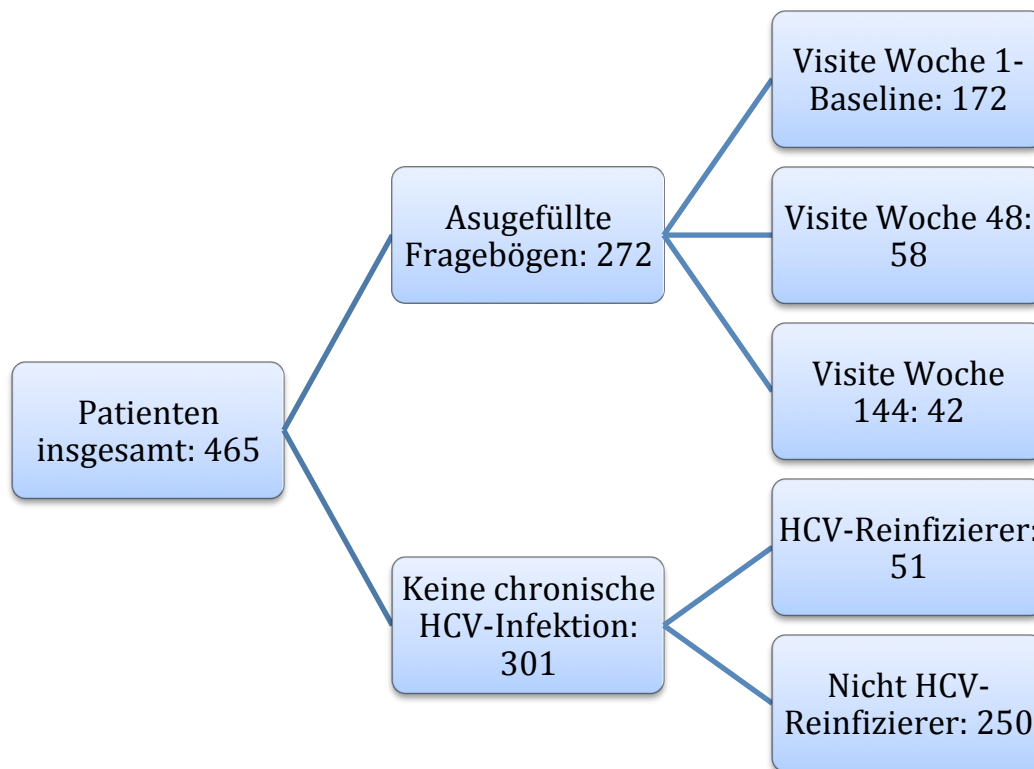 Patienten
insgesamt: 465
Asugefüllte
Fragebögen: 272
Visite Woche 1-
Baseline: 172
Visite Woche 48:
58
Visite Woche
144: 42
Keine chronische
HCV-Infektion:
301
HCV-Reinfizierer:
51
Nicht HCV-
Reinfizierer: 250